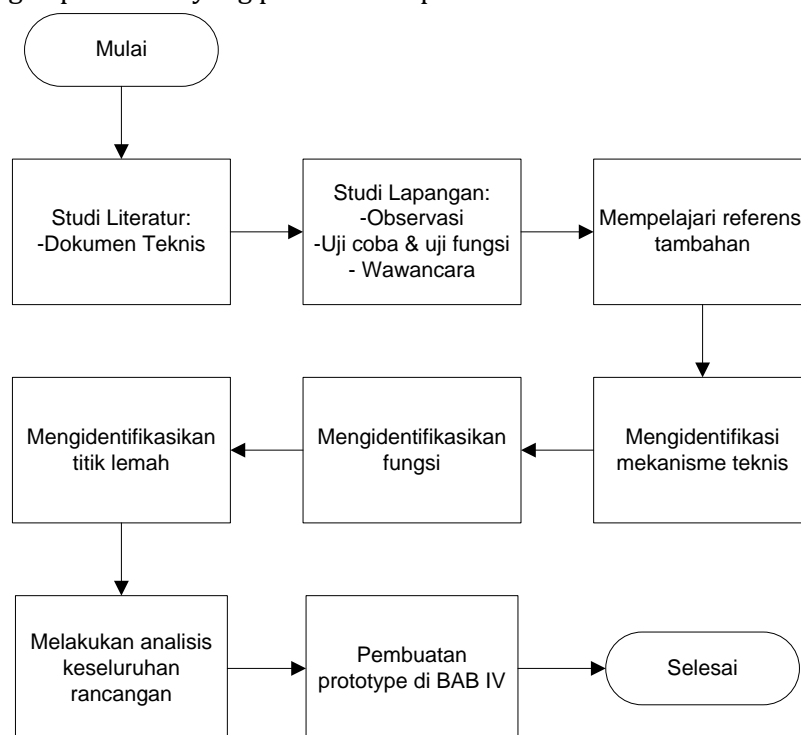 Mulai
Studi Literatur:
-Dokumen Teknis
Studi Lapangan:
-Observasi
-Uji coba & uji fungsi
- Wawancara
Mempelajari referens
tambahan
Mengidentifikasi
mekanisme teknis
Mengidentifikasikan
fungsi
Mengidentifikasikan
titik lemah
Melakukan analisis
keseluruhan
rancangan
Pembuatan
prototype di BAB IV
Selesai